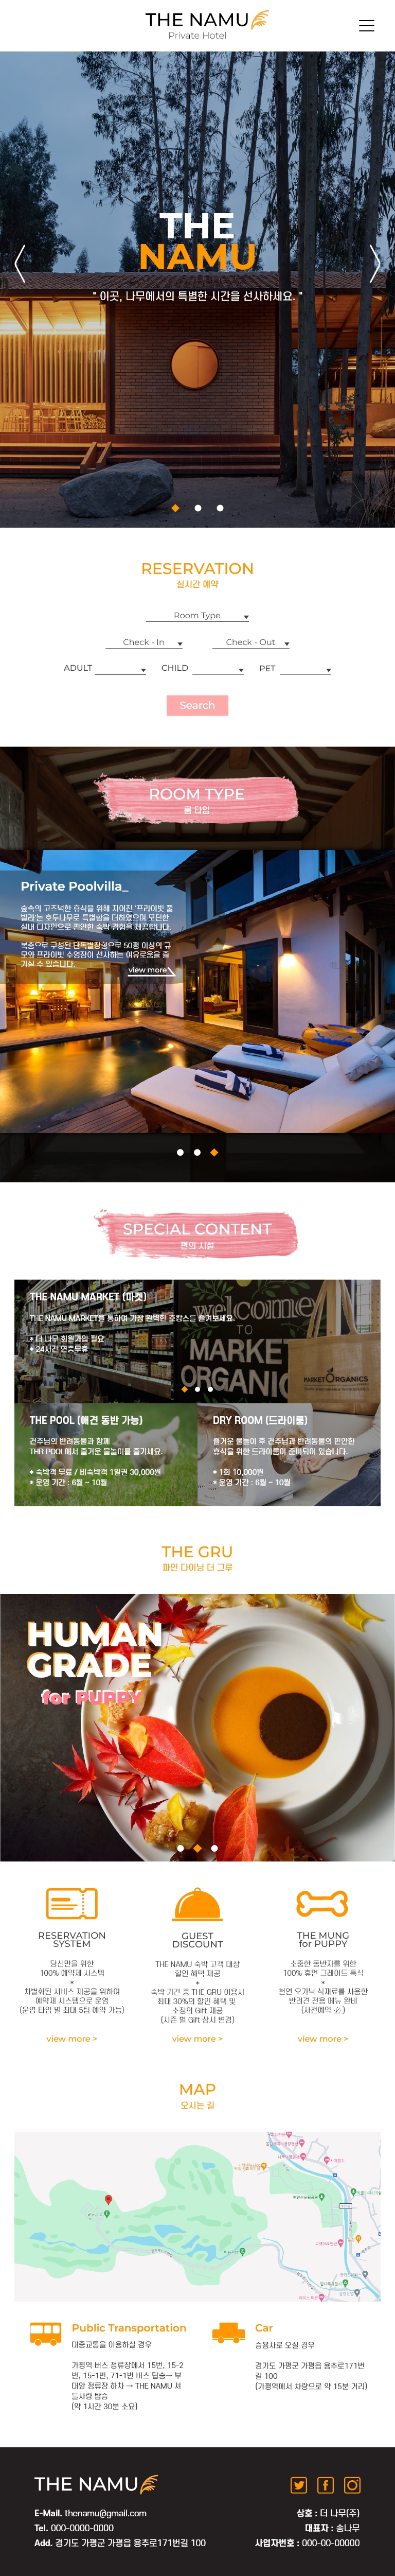 THE NAMU
Private Hotel
THE
NAMU
" 이곳, 나무에서의 특별한 시간을 선사하세요. "
RESERVATION
실시간 예약
Room Type
Check - In
Check - Out
ADULT
CHILD
PET
Search
ROOM TYPE
룸 타입
Private Poolvilla_
숲속의 고즈넉한 휴식을 위해 지어진 '프라이빗 풀
빌라'는 호두나무로 특별함을 더하였으며 모던한
실내 디자인으로 편안한 숙박 경험을 제공합니다.
복층으로 구성된 단독별장형으로 50평 이상의 규
모와 프라이빗 수영장이 선사하는 여유로움을 즐
기실 수 있습니다.
view more
SPECIAL CONTENT
편의 시설
THE NAMU MARKET (마켓)
THE NAMU MARKET을 통하여 가장 완벽한 호캉스를 즐겨보세요.
* 더 나무 회원가입 필요
* 24시간 연중무휴
welcome
TO
MARKET
ORGANICS
BRAND
MARKET ORGANICS
THE POOL (애견 동반 가능)
견주님의 반려동물과 함께
THR POOL에서 즐거운 물놀이를 즐기세요.
* 숙박객 무료 / 비숙박객 1일권 30,000원
* 운영 기간 : 6월 ~ 10월
DRY ROOM (드라이룸)
즐거운 물놀이 후 견주님과 반려동물의 편안한
휴식을 위한 드라이룸이 준비되어 있습니다.
* 1회 10,000원
* 운영 기간 : 6월 ~ 10월
THE GRU
파인 다이닝 더 그루
HUMAN
GRADE
for PUPPY
RESERVATION
SYSTEM
당신만을 위한
100% 예약제 시스템
*
차별화된 서비스 제공을 위하여
예약제 시스템으로 운영
(운영 타임 별 최대 5팀 예약 가능)
view more >
GUEST
DISCOUNT
THE NAMU 숙박 고객 대상
할인 혜택 제공
*
숙박 기간 중 THE GRU 이용시
최대 30%의 할인 혜택 및
소정의 Gift 제공
(시즌 별 Gift 상시 변경)
view more >
THE MUNG
for PUPPY
소중한 동반자를 위한
100% 휴먼 그레이드 특식
*
천연 오가닉 식재료를 사용한
반려견 전용 메뉴 완비
(사전예약 必 )
view more >
MAP
오시는 길
Public Transportation
대중교통을 이용하실 경우
가평역 버스 정류장에서 15번, 15-2
번, 15-1번, 71-1번 버스 탑승→ 부
대앞 정류장 하차 → THE NAMU 셔
틀차량 탑승
(약 1시간 30분 소요)
Car
승용차로 오실 경우
경기도 가평군 가평읍 용추로171번
길 100
(가평역에서 차량으로 약 15분 거리)
THE NAMU
E-Mail. thenamu@gmail.com
Tel. 000-0000-0000
Add. 경기도 가평군 가평읍 용추로171번길 100
상호 : 더 나무(주)
대표자 : 송나무
사업자번호 : 000-00-00000